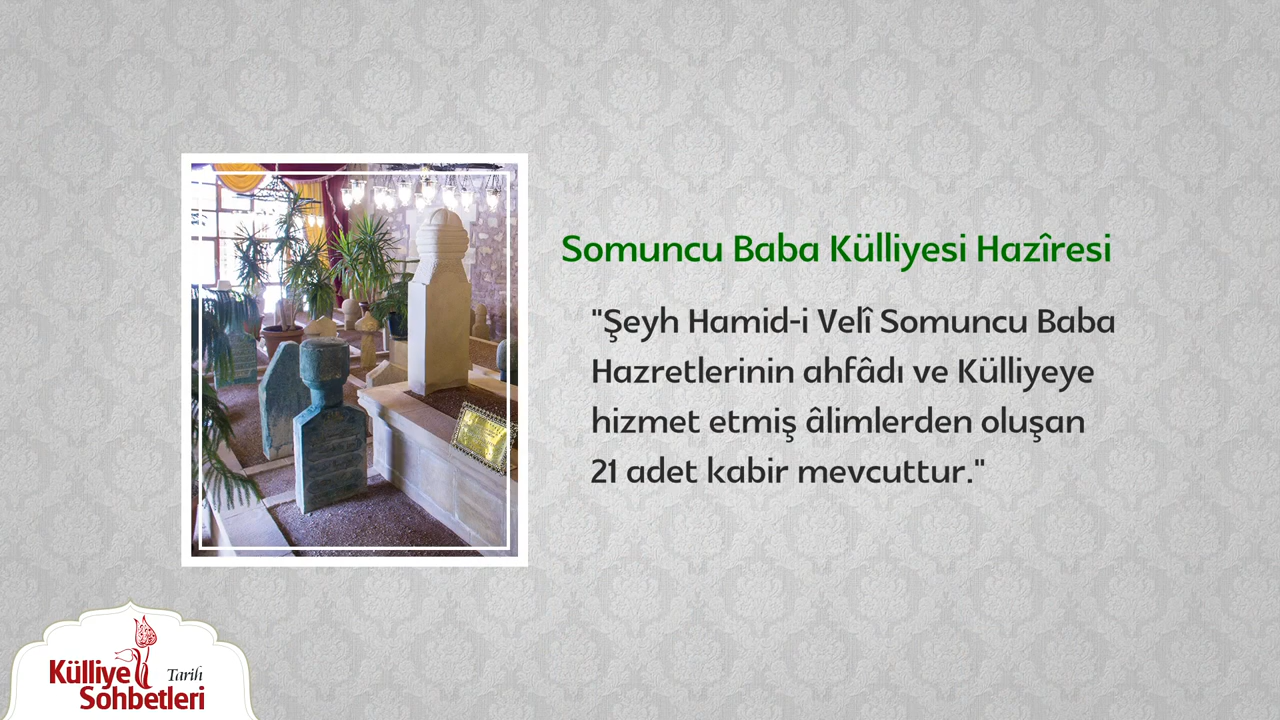 Somuncu Baba Külliyesi Hazîresi
"Şeyh Hamid-i Velî Somuncu Baba
Hazretlerinin ahfâdı ve Külliyeye
hizmet etmiş âlimlerden oluşan
21 adet kabir mevcuttur."
Külliye Tarih
Sohbetleri